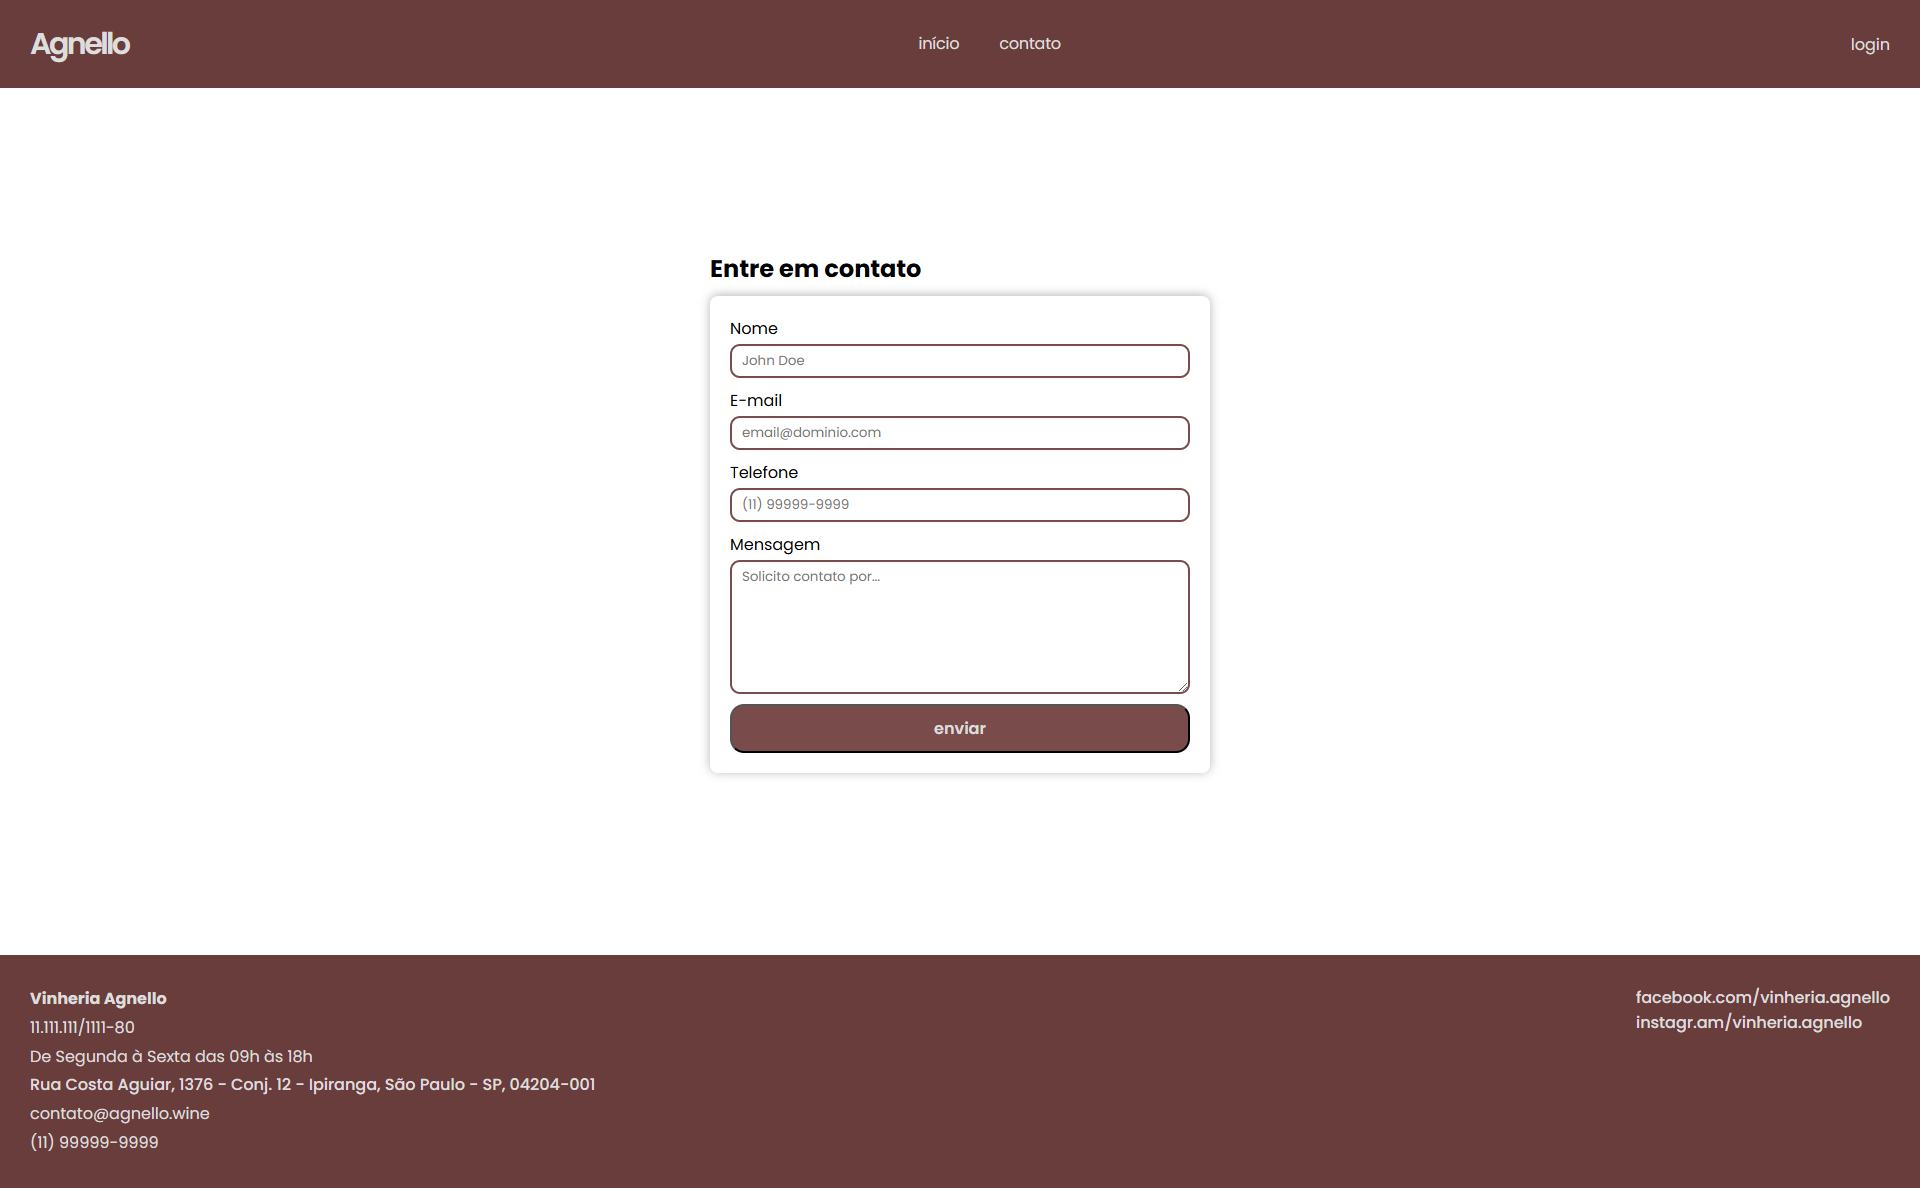 Agnello
início
contato
login
Entre em contato
Nome
John Doe
E-mail
email@dominio.com
Telefone
(11) 99999-9999
Mensagem
Solicito contato por...
enviar
Vinheria Agnello
11.111.111/1111-80
De Segunda à Sexta das 09h às 18h
Rua Costa Aguiar, 1376 - Conj. 12 - Ipiranga, São Paulo - SP, 04204-001
contato@agnello.wine
(11) 99999-9999
facebook.com/vinheria.agnello
instagr.am/vinheria.agnello